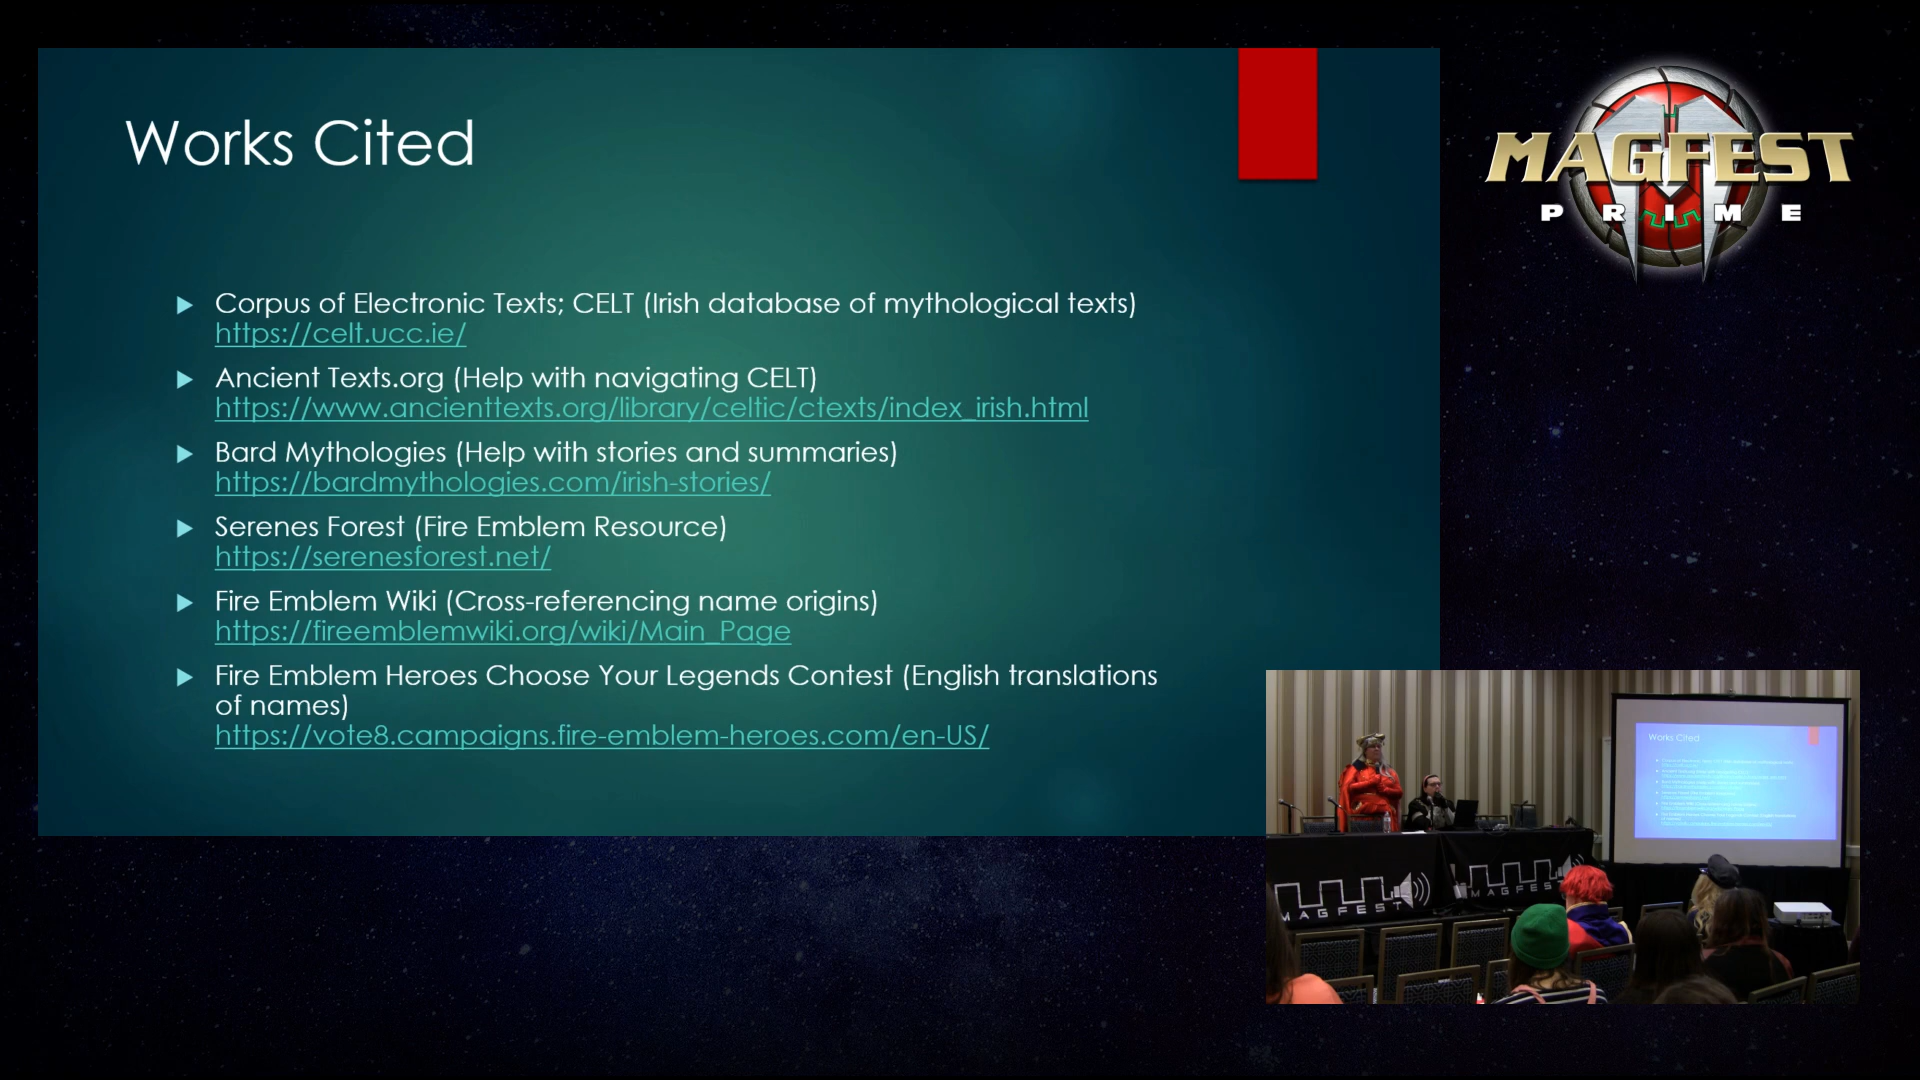 Works Cited
Corpus of Electronic Texts; CELT (Irish database of mythological texts)
https://celt.ucc.ie/
Ancient Texts.org (Help with navigating CELT)
https://www.ancienttexts.org/library/celtic/ctexts/index_irish.html
Bard Mythologies (Help with stories and summaries)
https://bardmythologies.com/irish-stories/
Serenes Forest (Fire Emblem Resource)
https://serenesforest.net/
Fire Emblem Wiki (Cross-referencing name origins)
https://fireemblemwiki.org/wiki/Main_Page
Fire Emblem Heroes Choose Your Legends Contest (English translations
of names)
https://vote8.campaigns.fire-emblem-heroes.com/en-US/
MAGFEST
PRIME
Works Cited
MAGFEST
MAGFEST